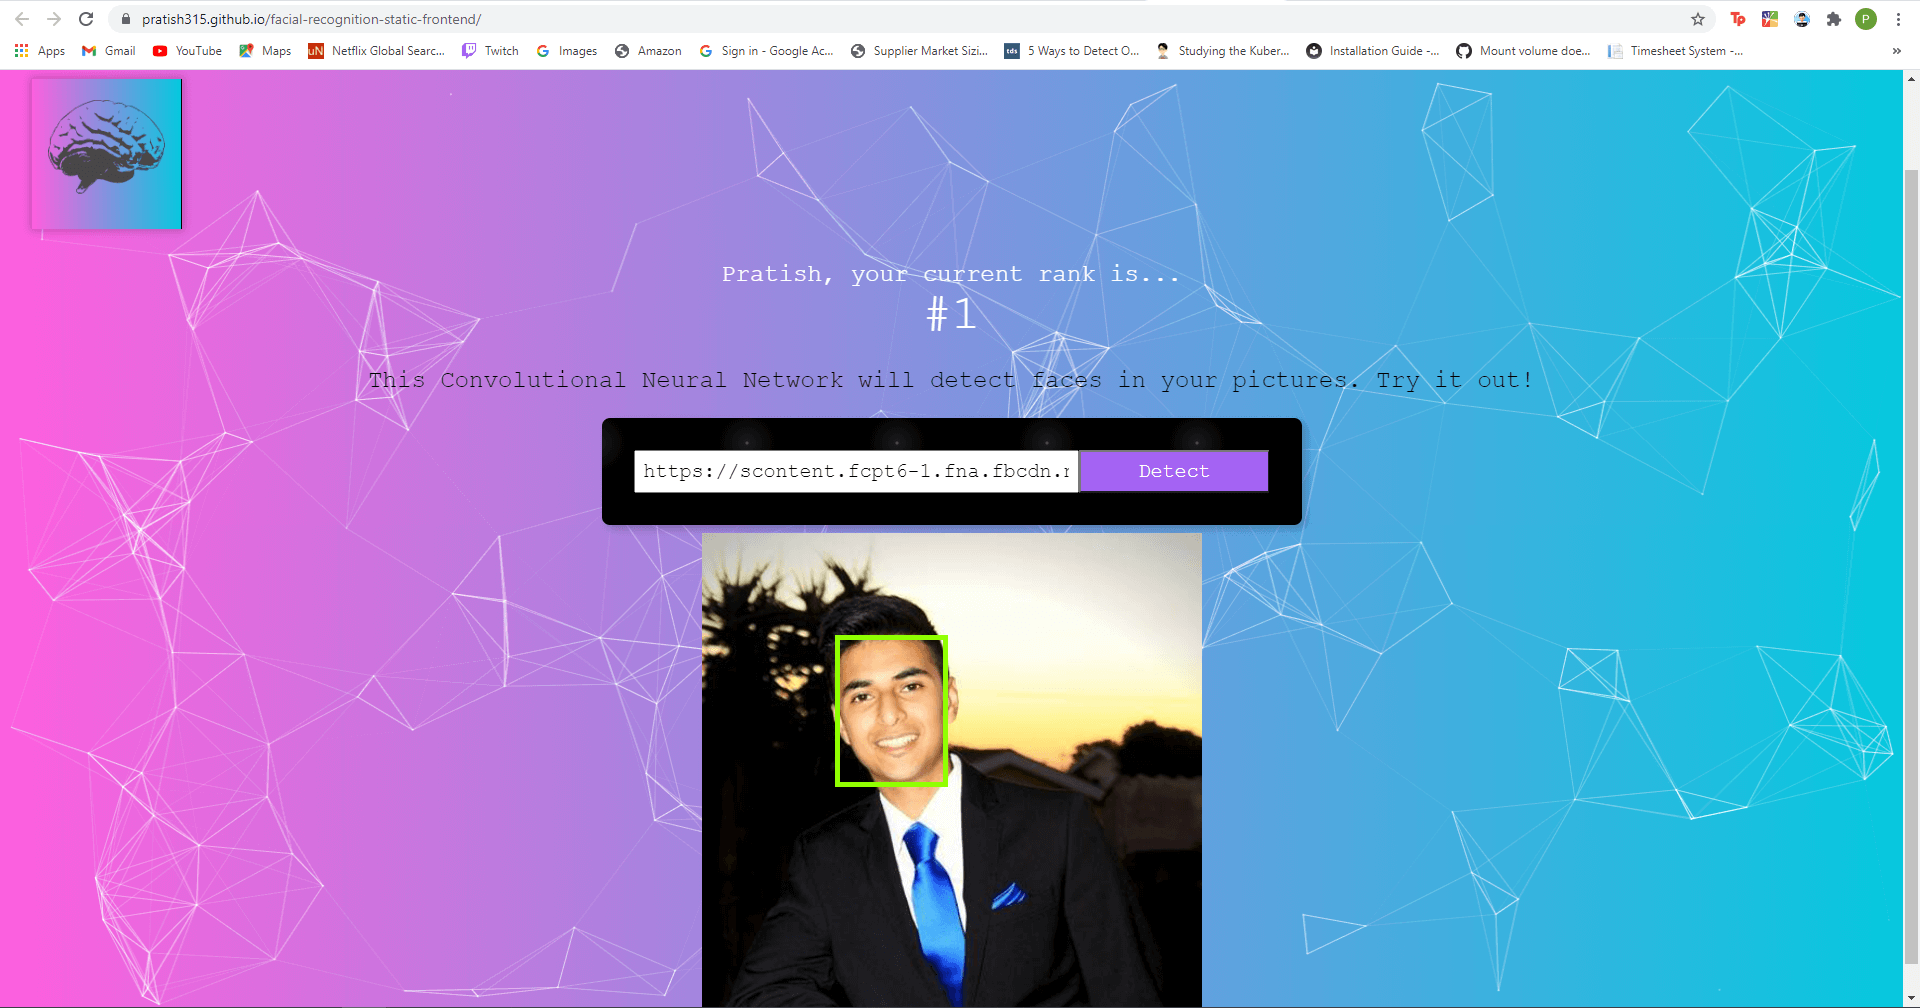 pratish315.github.io/facial-recognition-static-frontend/
P
Apps Gmail YouTube Maps uN Netflix Global Searc... Twitch Images Amazon Sign in - Google Ac... Supplier Market Sizi... tds 5 Ways to Detect O... Studying the Kuber... Installation Guide -... Mount volume doe... Timesheet System -... »
Pratish, your current rank is...
#1
This Convolutional Neural Network will detect faces in your pictures. Try it out!
https://scontent.fcpt6-1.fna.fbcdn.n Detect